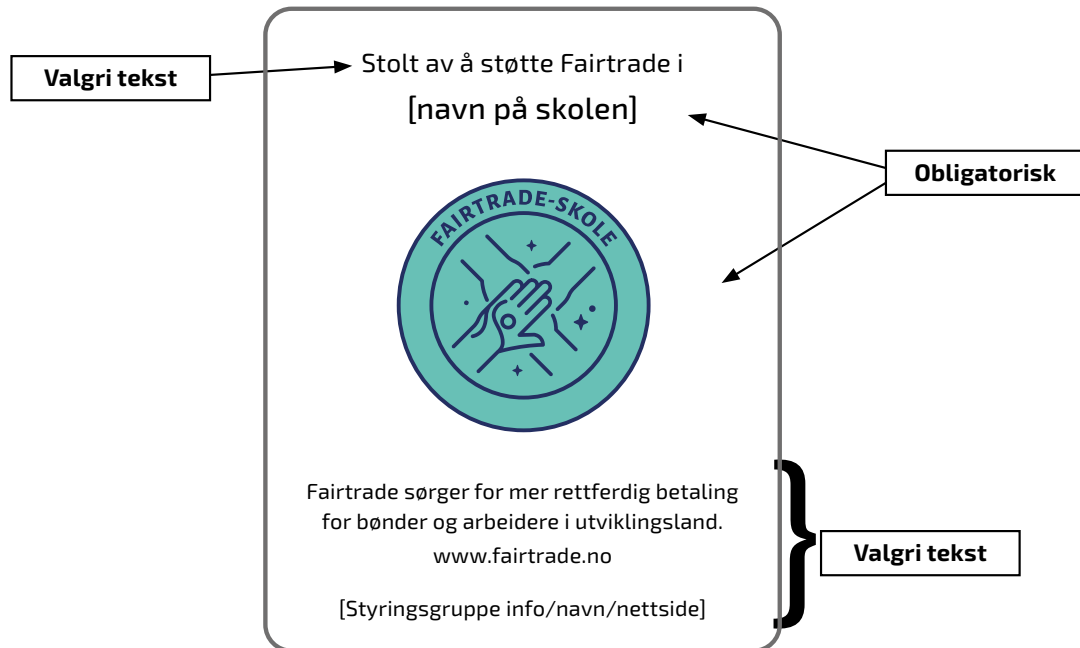 Valgri tekst
Stolt av å støtte Fairtrade i
[navn på skolen]
Obligatorisk
FAIRTRADE-SKOLE
Fairtrade sørger for mer rettferdig betaling
for bønder og arbeidere i utviklingsland.
www.fairtrade.no
Valgri tekst
[Styringsgruppe info/navn/nettside]